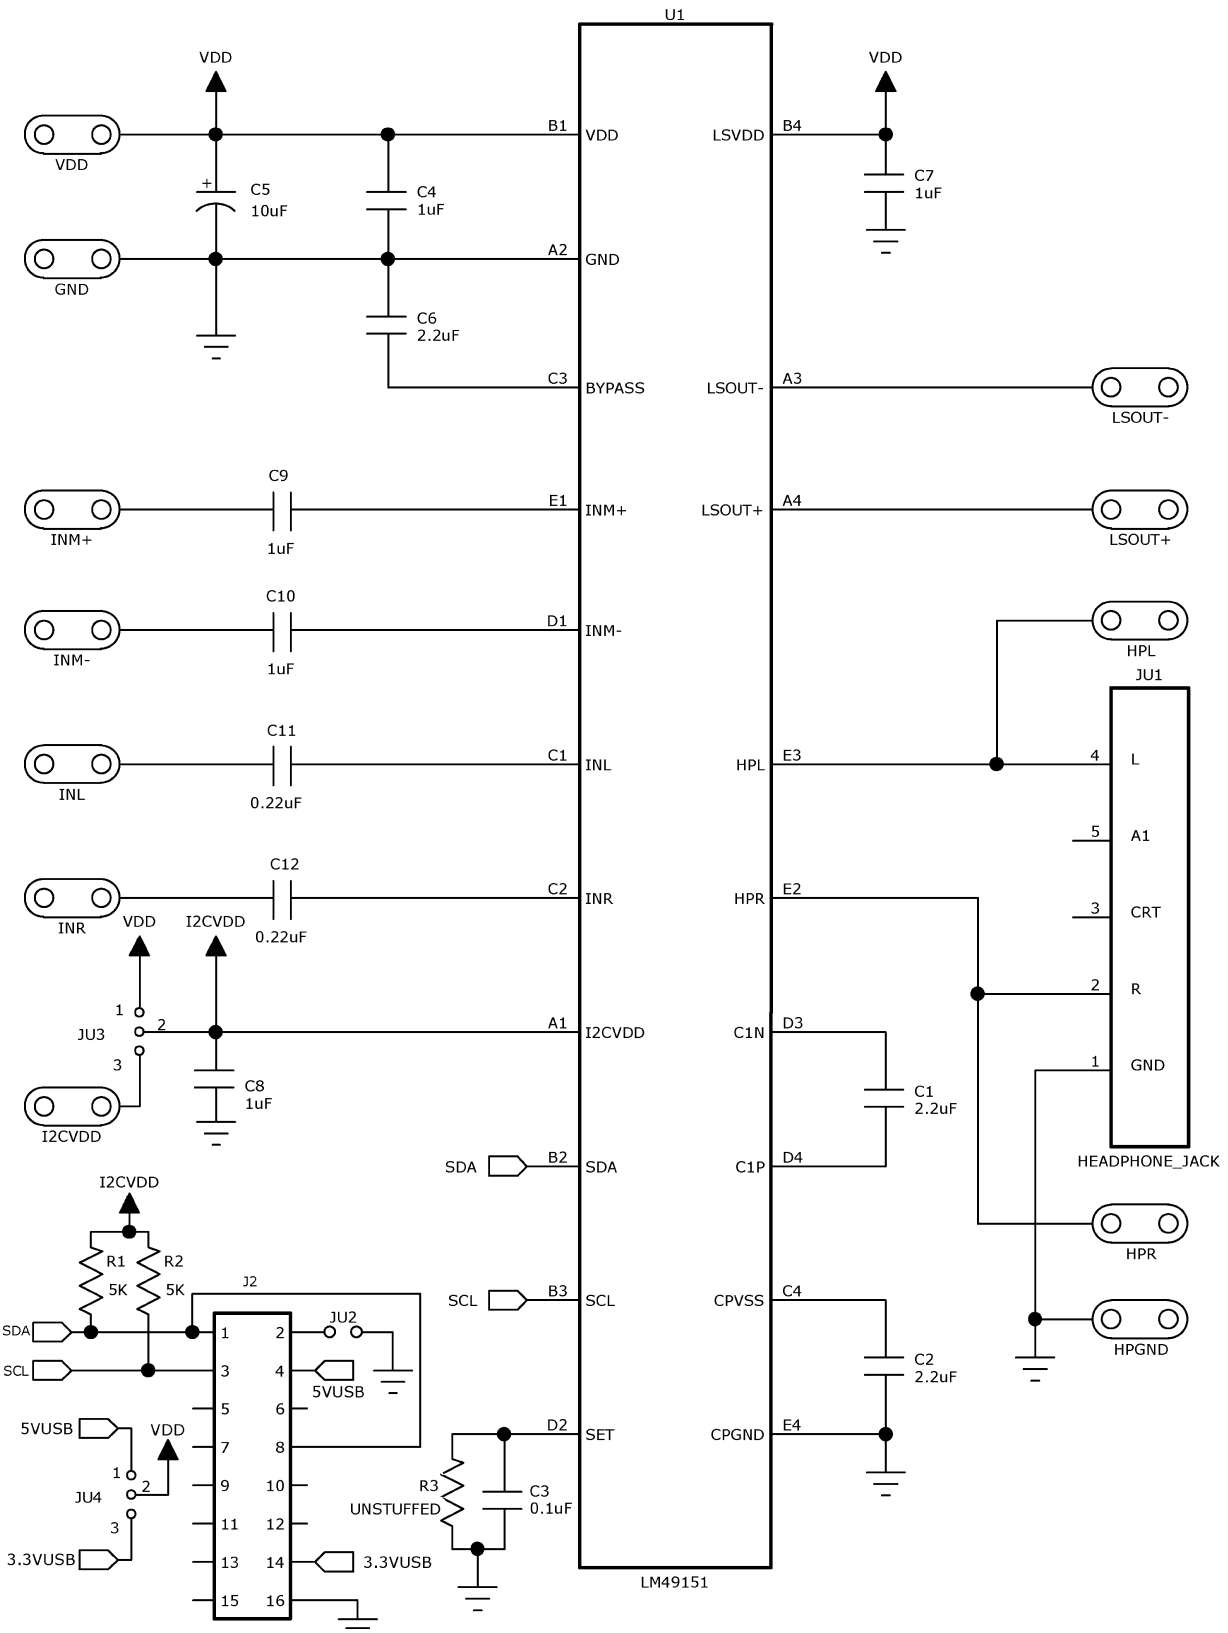 U1
VDD
VDD
B1
VDD
LSVDD
B4
VDD
+
C5
10uF
C4
1uF
C7
1uF
A2
GND
GND
C6
2.2uF
C3
BYPASS
LSOUT-
A3
LSOUT-
C9
E1
INM+
LSOUT+
A4
INM+
1uF
LSOUT+
C10
D1
INM-
INM-
1uF
HPL
JU1
C11
C1
INL
HPL
E3
4
L
INL
0.22uF
5
A1
C12
C2
INR
HPR
E2
3
CRT
INR
VDD
I2CVDD
0.22uF
2
R
1
2
JU3
3
A1
I2CVDD
C1N
D3
1
GND
C8
1uF
C1
2.2uF
I2CVDD
SDA
B2
SDA
C1P
D4
HEADPHONE_JACK
I2CVDD
HPR
R1
5K
R2
5K
J2
SCL
B3
SCL
CPVSS
C4
SDA
1
2
JU2
HPGND
SCL
3
4
5VUSB
C2
2.2uF
5
6
5VUSB
VDD
7
8
D2
SET
CPGND
E4
1
2
JU4
3
9
10
R3
UNSTUFFED
C3
0.1uF
11
12
3.3VUSB
13
14
3.3VUSB
15
16
LM49151